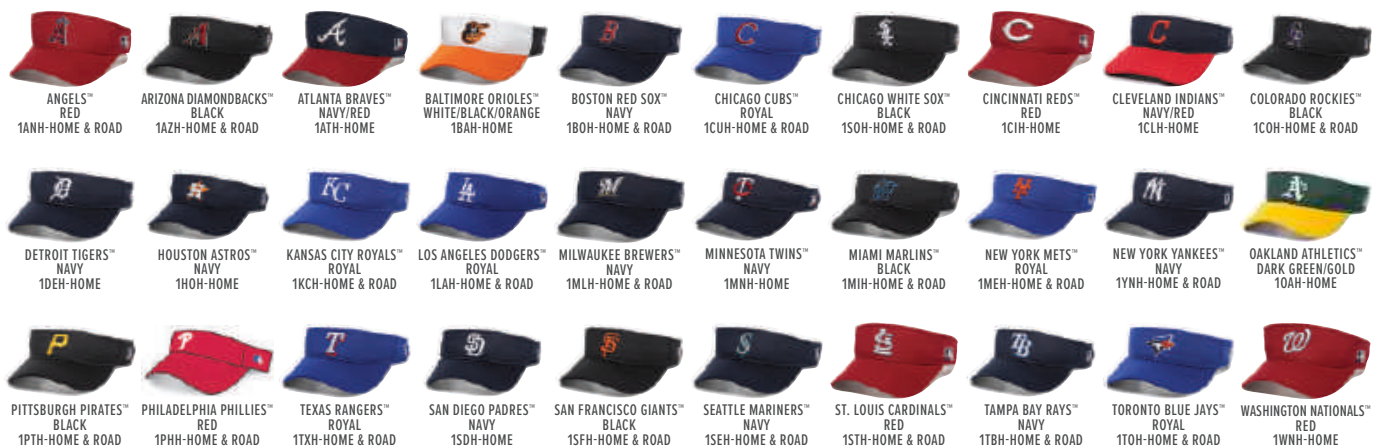 ANGELS™
RED
1ANH-HOME & ROAD
ARIZONA DIAMONDBACKS™
BLACK
1AZH-HOME & ROAD
ATLANTA BRAVES™
NAVY/RED
1ATH-HOME
BALTIMORE ORIOLES™
WHITE/BLACK/ORANGE
1BAH-HOME
BOSTON RED SOX™
NAVY
1BOH-HOME & ROAD
CHICAGO CUBS™
ROYAL
1CUH-HOME & ROAD
CHICAGO WHITE SOX™
BLACK
1SOH-HOME & ROAD
CINCINNATI REDS™
RED
1CIH-HOME
CLEVELAND INDIANS™
NAVY/RED
1CLH-HOME
COLORADO ROCKIES™
BLACK
1COH-HOME & ROAD
DETROIT TIGERS™
NAVY
1DEH-HOME
HOUSTON ASTROS™
NAVY
1HOH-HOME
KANSAS CITY ROYALS™
ROYAL
1KCH-HOME & ROAD
LOS ANGELES DODGERS™
ROYAL
1LAH-HOME & ROAD
MILWAUKEE BREWERS™
NAVY
1MLH-HOME & ROAD
MINNESOTA TWINS™
NAVY
1MNH-HOME
MIAMI MARLINS™
BLACK
1MIH-HOME & ROAD
NEW YORK METS™
ROYAL
1MEH-HOME & ROAD
NEW YORK YANKEES™
NAVY
1YNH-HOME & ROAD
OAKLAND ATHLETICS™
DARK GREEN/GOLD
1OAH-HOME
PITTSBURGH PIRATES™
BLACK
1PTH-HOME & ROAD
PHILADELPHIA PHILLIES™
RED
1PHH-HOME & ROAD
TEXAS RANGERS™
ROYAL
1TXH-HOME & ROAD
SAN DIEGO PADRES™
NAVY
1SDH-HOME
SAN FRANCISCO GIANTS™
BLACK
1SFH-HOME & ROAD
SEATTLE MARINERS™
NAVY
1SEH-HOME & ROAD
ST. LOUIS CARDINALS™
RED
1STH-HOME & ROAD
TAMPA BAY RAYS™
NAVY
1TBH-HOME & ROAD
TORONTO BLUE JAYS™
ROYAL
1TOH-HOME & ROAD
WASHINGTON NATIONALS™
RED
1WNH-HOME